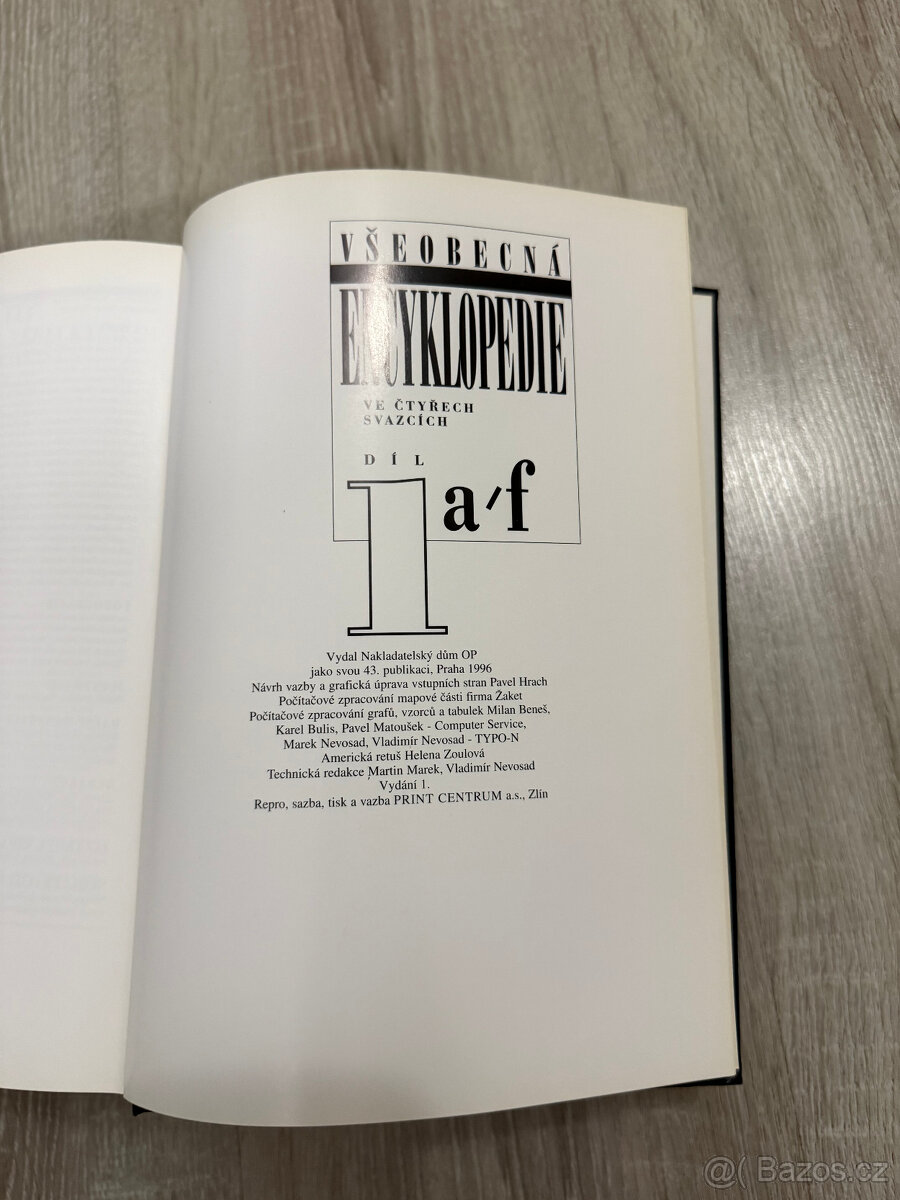 VŠEOBECNÁ
ENCYKLOPEDIE
VE ČTYŘECH
SVAZCÍCH
DÍL
1 a/f
Vydal Nakladatelský dům OP
jako svou 43. publikaci, Praha 1996
Návrh vazby a grafická úprava vstupních stran Pavel Hrach
Počítačové zpracování mapové části firma Žaket
Počítačové zpracování grafů, vzorců a tabulek Milan Beneš,
Karel Bulis, Pavel Matoušek - Computer Service,
Marek Nevosad, Vladimír Nevosad - TYPO-N
Americká retuš Helena Zoulová
Technická redakce Martin Marek, Vladimír Nevosad
Vydání 1.
Repro, sazba, tisk a vazba PRINT CENTRUM a.s., Zlín
@( Bazos.cz